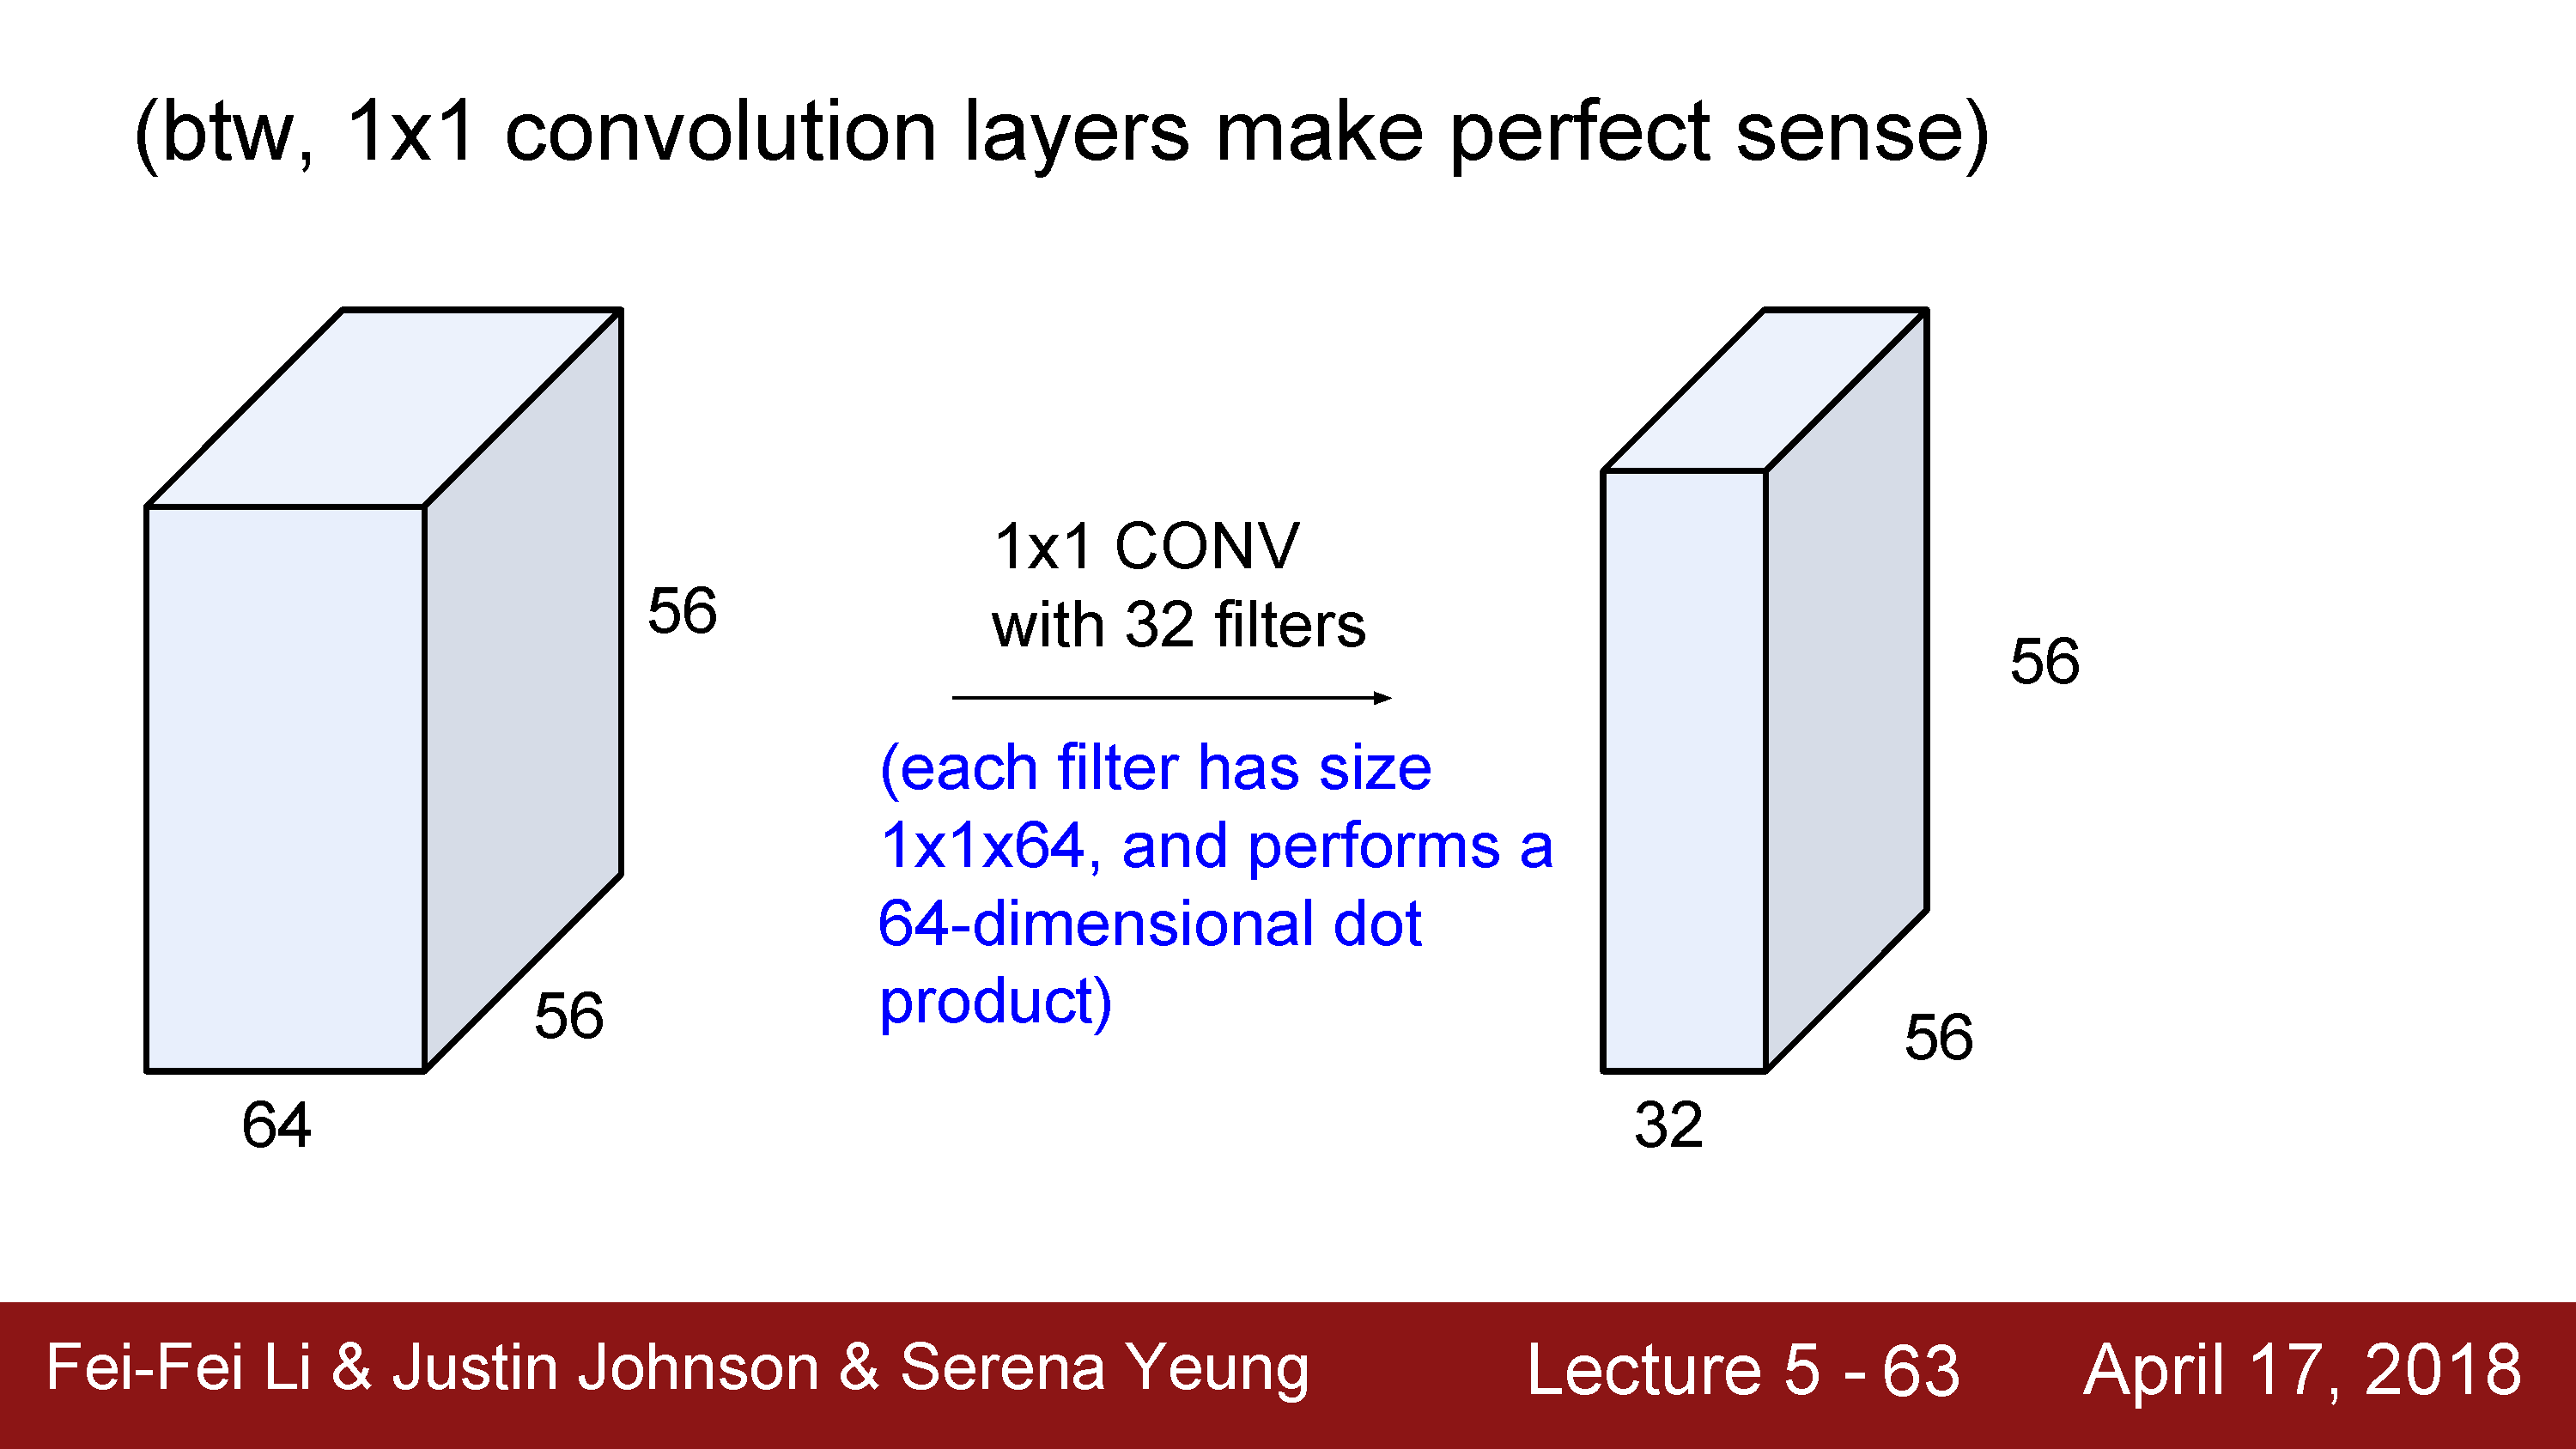 (btw, 1x1 convolution layers make perfect sense)
1x1 CONV
with 32 filters
(each filter has size
1x1x64, and performs a
64-dimensional dot
product)
56
56
64
56
56
32
Fei-Fei Li & Justin Johnson & Serena Yeung
Lecture 5 - 63
April 17, 2018